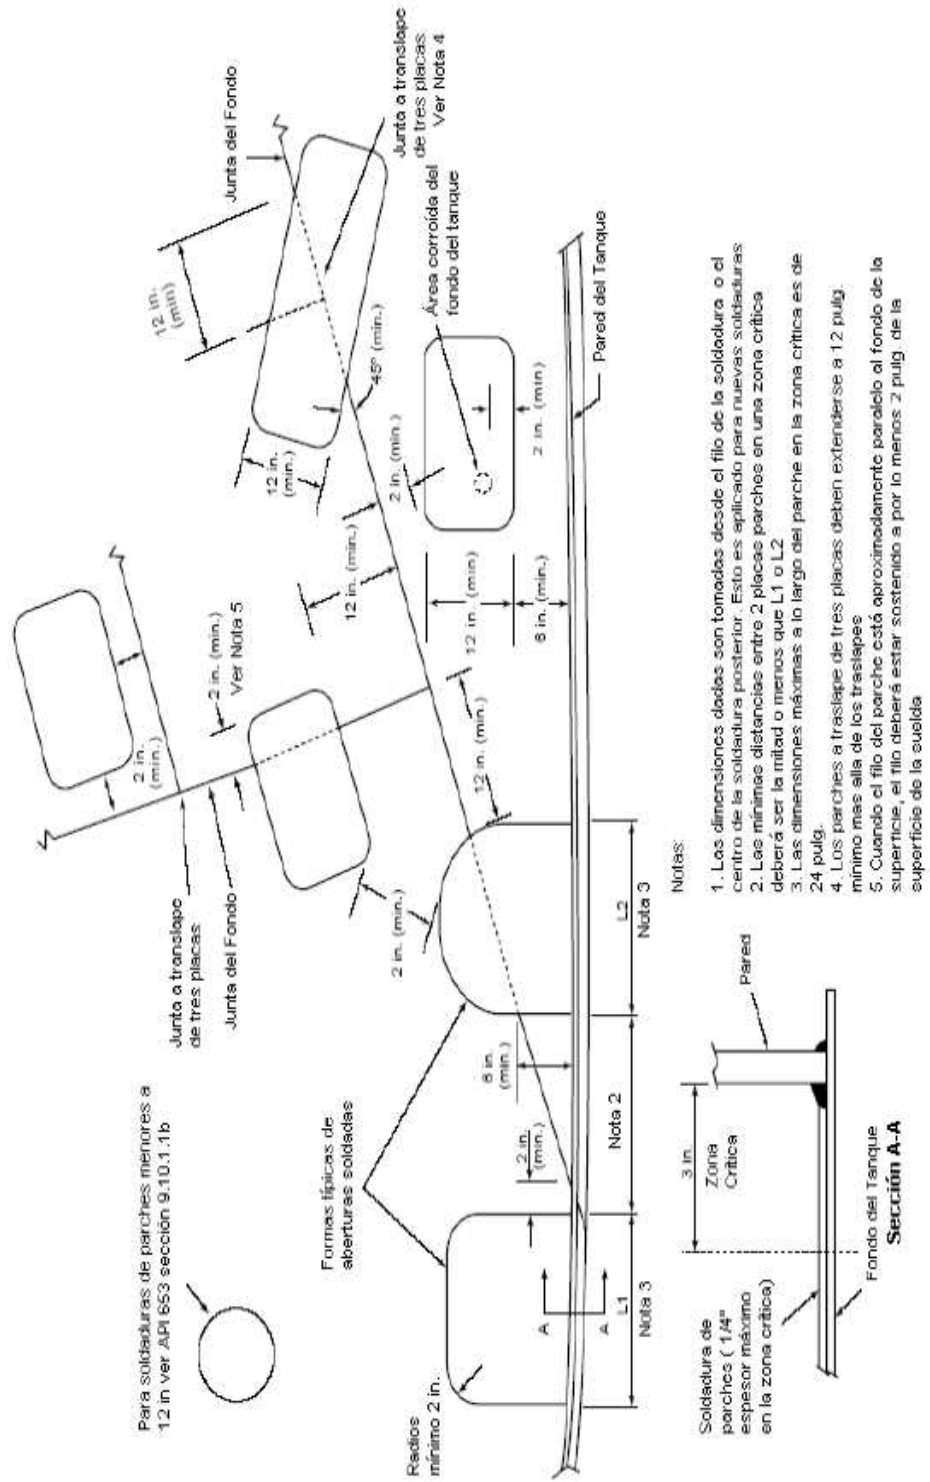 Para soldaduras de parches menores a
12 in ver API 653 sección 9.10.1.1b
Junta a translape
de tres placas
Junta del Fondo
2 in.
(min.)
2 in. (min.)
Ver Nota 5
12 in.
(min)
Junta del Fondo
12 in.
(min.)
45° (min.)
Junta a translape
de tres placas
Ver Nota 4
Área corroída del
fondo del tanque
Formas típicas de
aberturas soldadas
2 in. (min.)
12 in. (min.)
12 in. (min.)
2 in. (min.)
12 in. (min)
6 in. (min.)
2 in. (min)
Pared del Tanque
Radios
mínimo 2 in.
6 in.
(min.)
2 in
(min.)
A
A
L1
Nota 3
Nota 2
L2
Nota 3
Soldadura de
parches ( 1/4"
espesor máximo
en la zona crítica)
3 in.
Zona
Crítica
Pared
Fondo del Tanque
Sección A-A
Notas:
1. Las dimensiones dadas son tomadas desde el filo de la soldadura o el
centro de la soldadura posterior. Esto es aplicado para nuevas soldaduras
2. Las mínimas distancias entre 2 placas parches en una zona crítica
deberá ser la mitad o menos que L1 o L2
3. Las dimensiones máximas a lo largo del parche en la zona crítica es de
24 pulg.
4. Los parches a traslape de tres placas deben extenderse a 12 pulg.
mínimo mas alla de los traslapes
5. Cuando el filo del parche está aproximadamente paralelo al fondo de la
superficie, el filo deberá estar sostenido a por lo menos 2 pulg. de la
superficie de la suelda